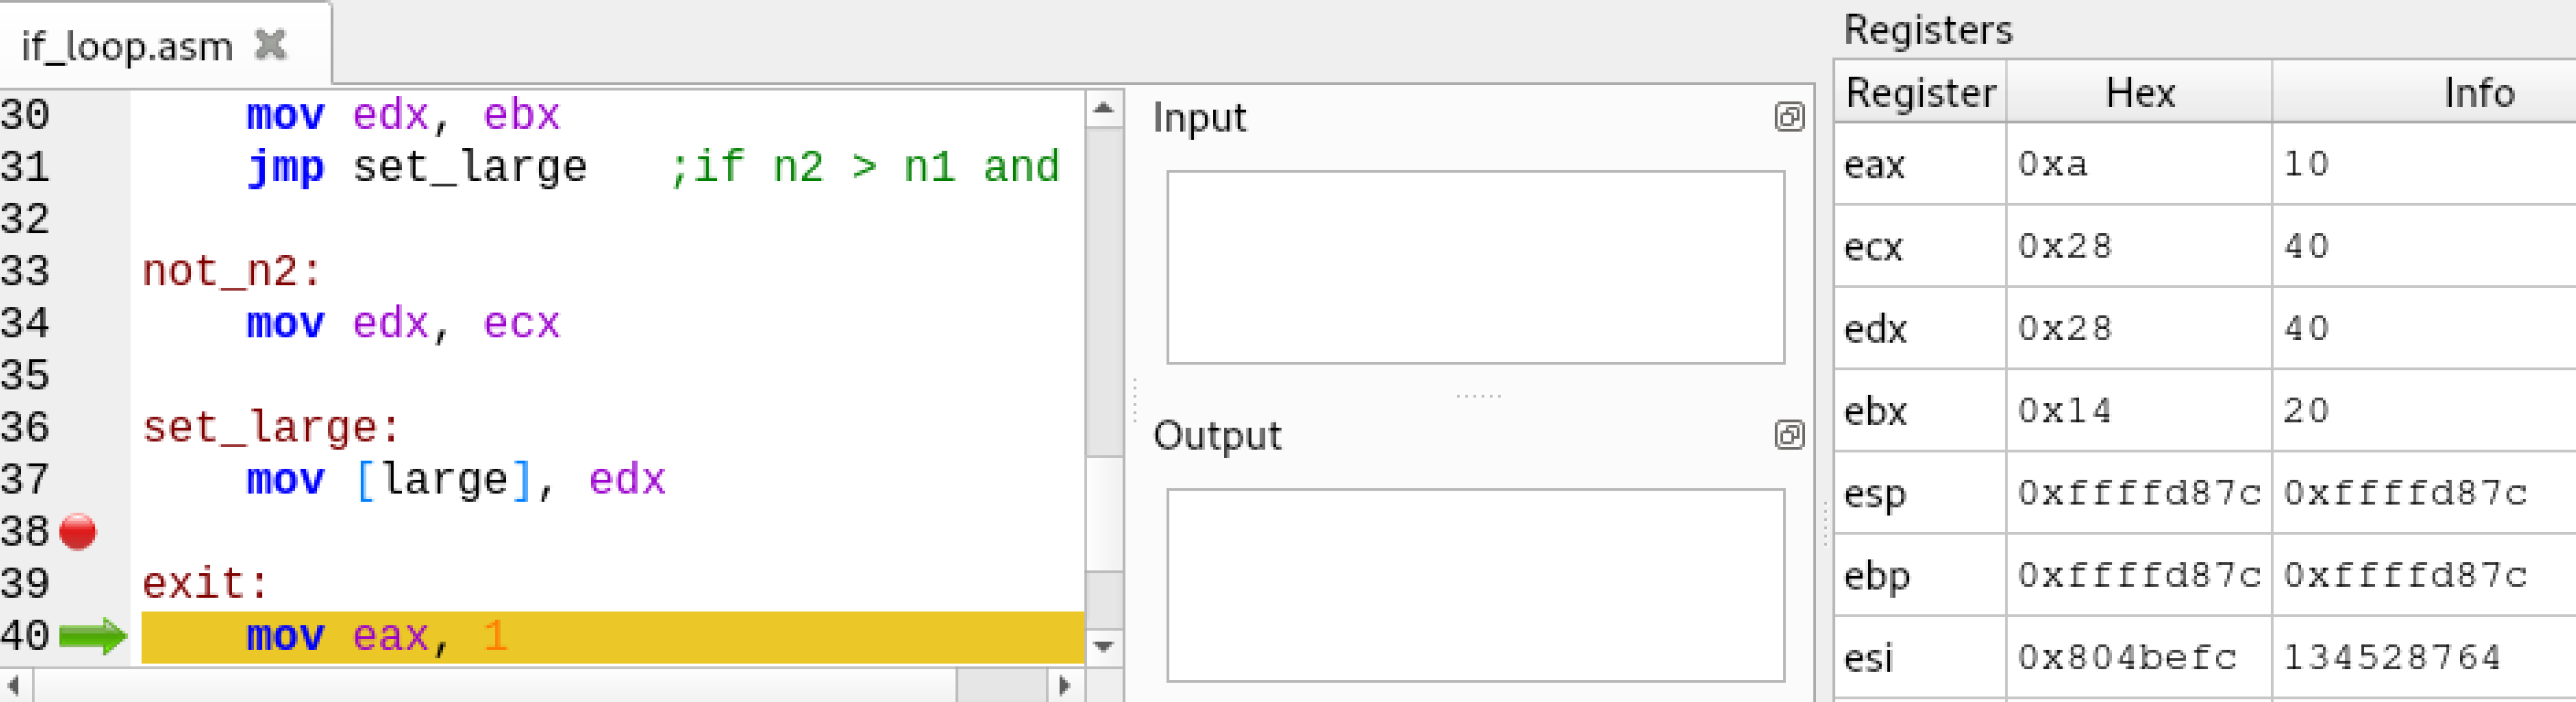 if_loop.asm
30 mov edx, ebx
31 jmp set_large ;if n2 > n1 and
32
33 not_n2:
34 mov edx, ecx
35
36 set_large:
37 mov [large], edx
38
39 exit:
40 mov eax, 1
Input
Output
Registers
Register Hex Info
eax 0xa 10
ecx 0x28 40
edx 0x28 40
ebx 0x14 20
esp 0xffffd87c 0xffffd87c
ebp 0xffffd87c 0xffffd87c
esi 0x804befc 134528764